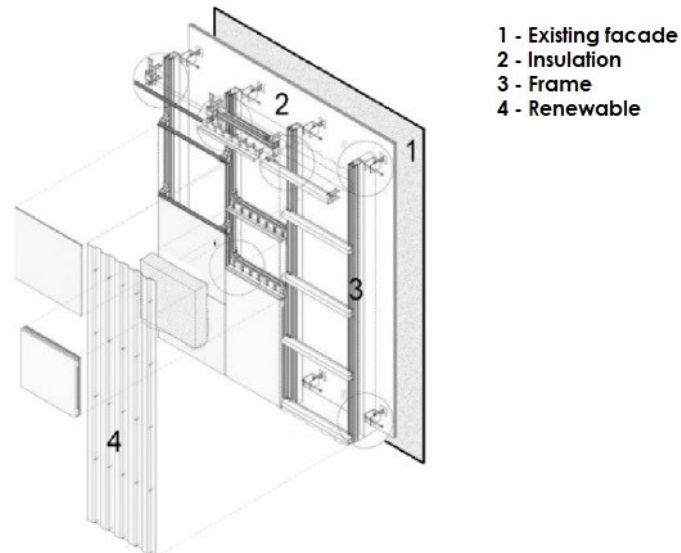 1 - Existing facade
2 - Insulation
3 - Frame
4 - Renewable
2
1
3
4